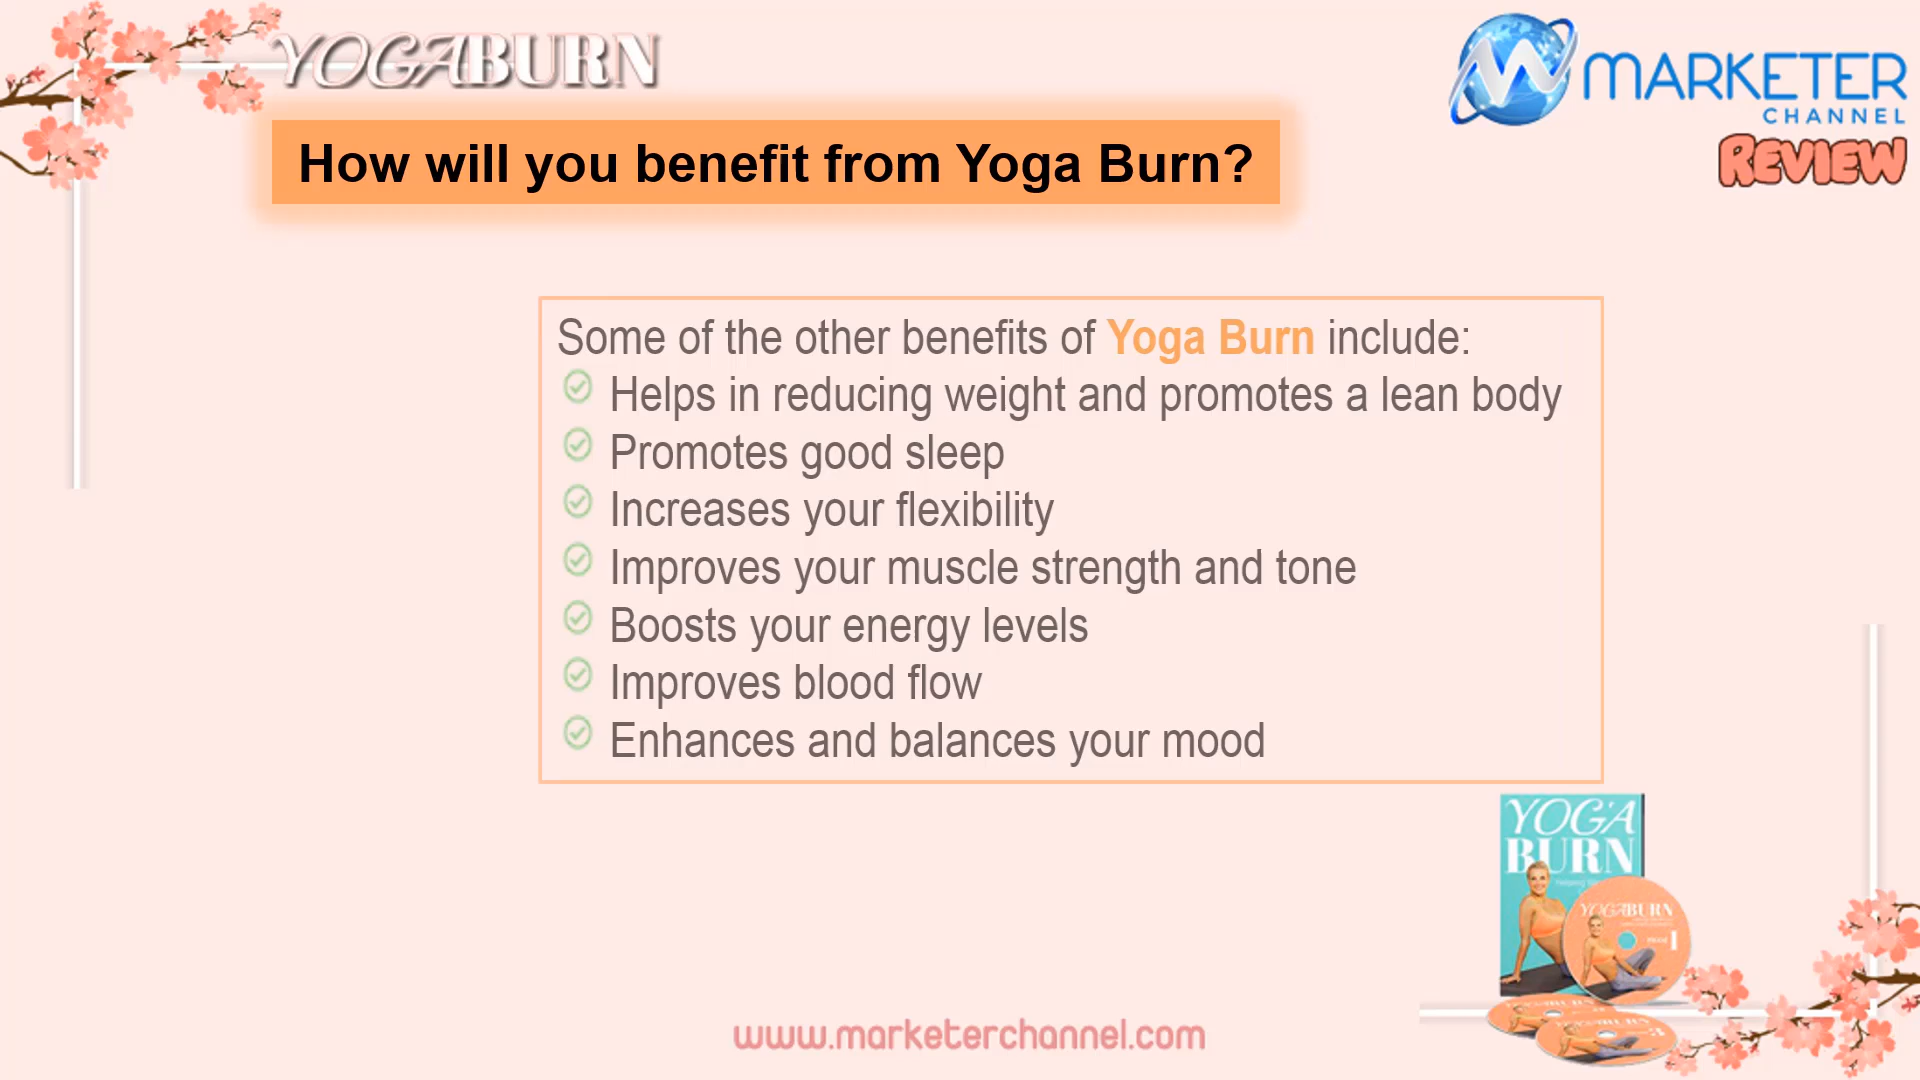 YOGABURN
MARKETER
CHANNEL
REVIEW
How will you benefit from Yoga Burn?
Some of the other benefits of Yoga Burn include:
Helps in reducing weight and promotes a lean body
Promotes good sleep
Increases your flexibility
Improves your muscle strength and tone
Boosts your energy levels
Improves blood flow
Enhances and balances your mood
YOGA
BURN
YOGABURN
1
www.marketerchannel.com